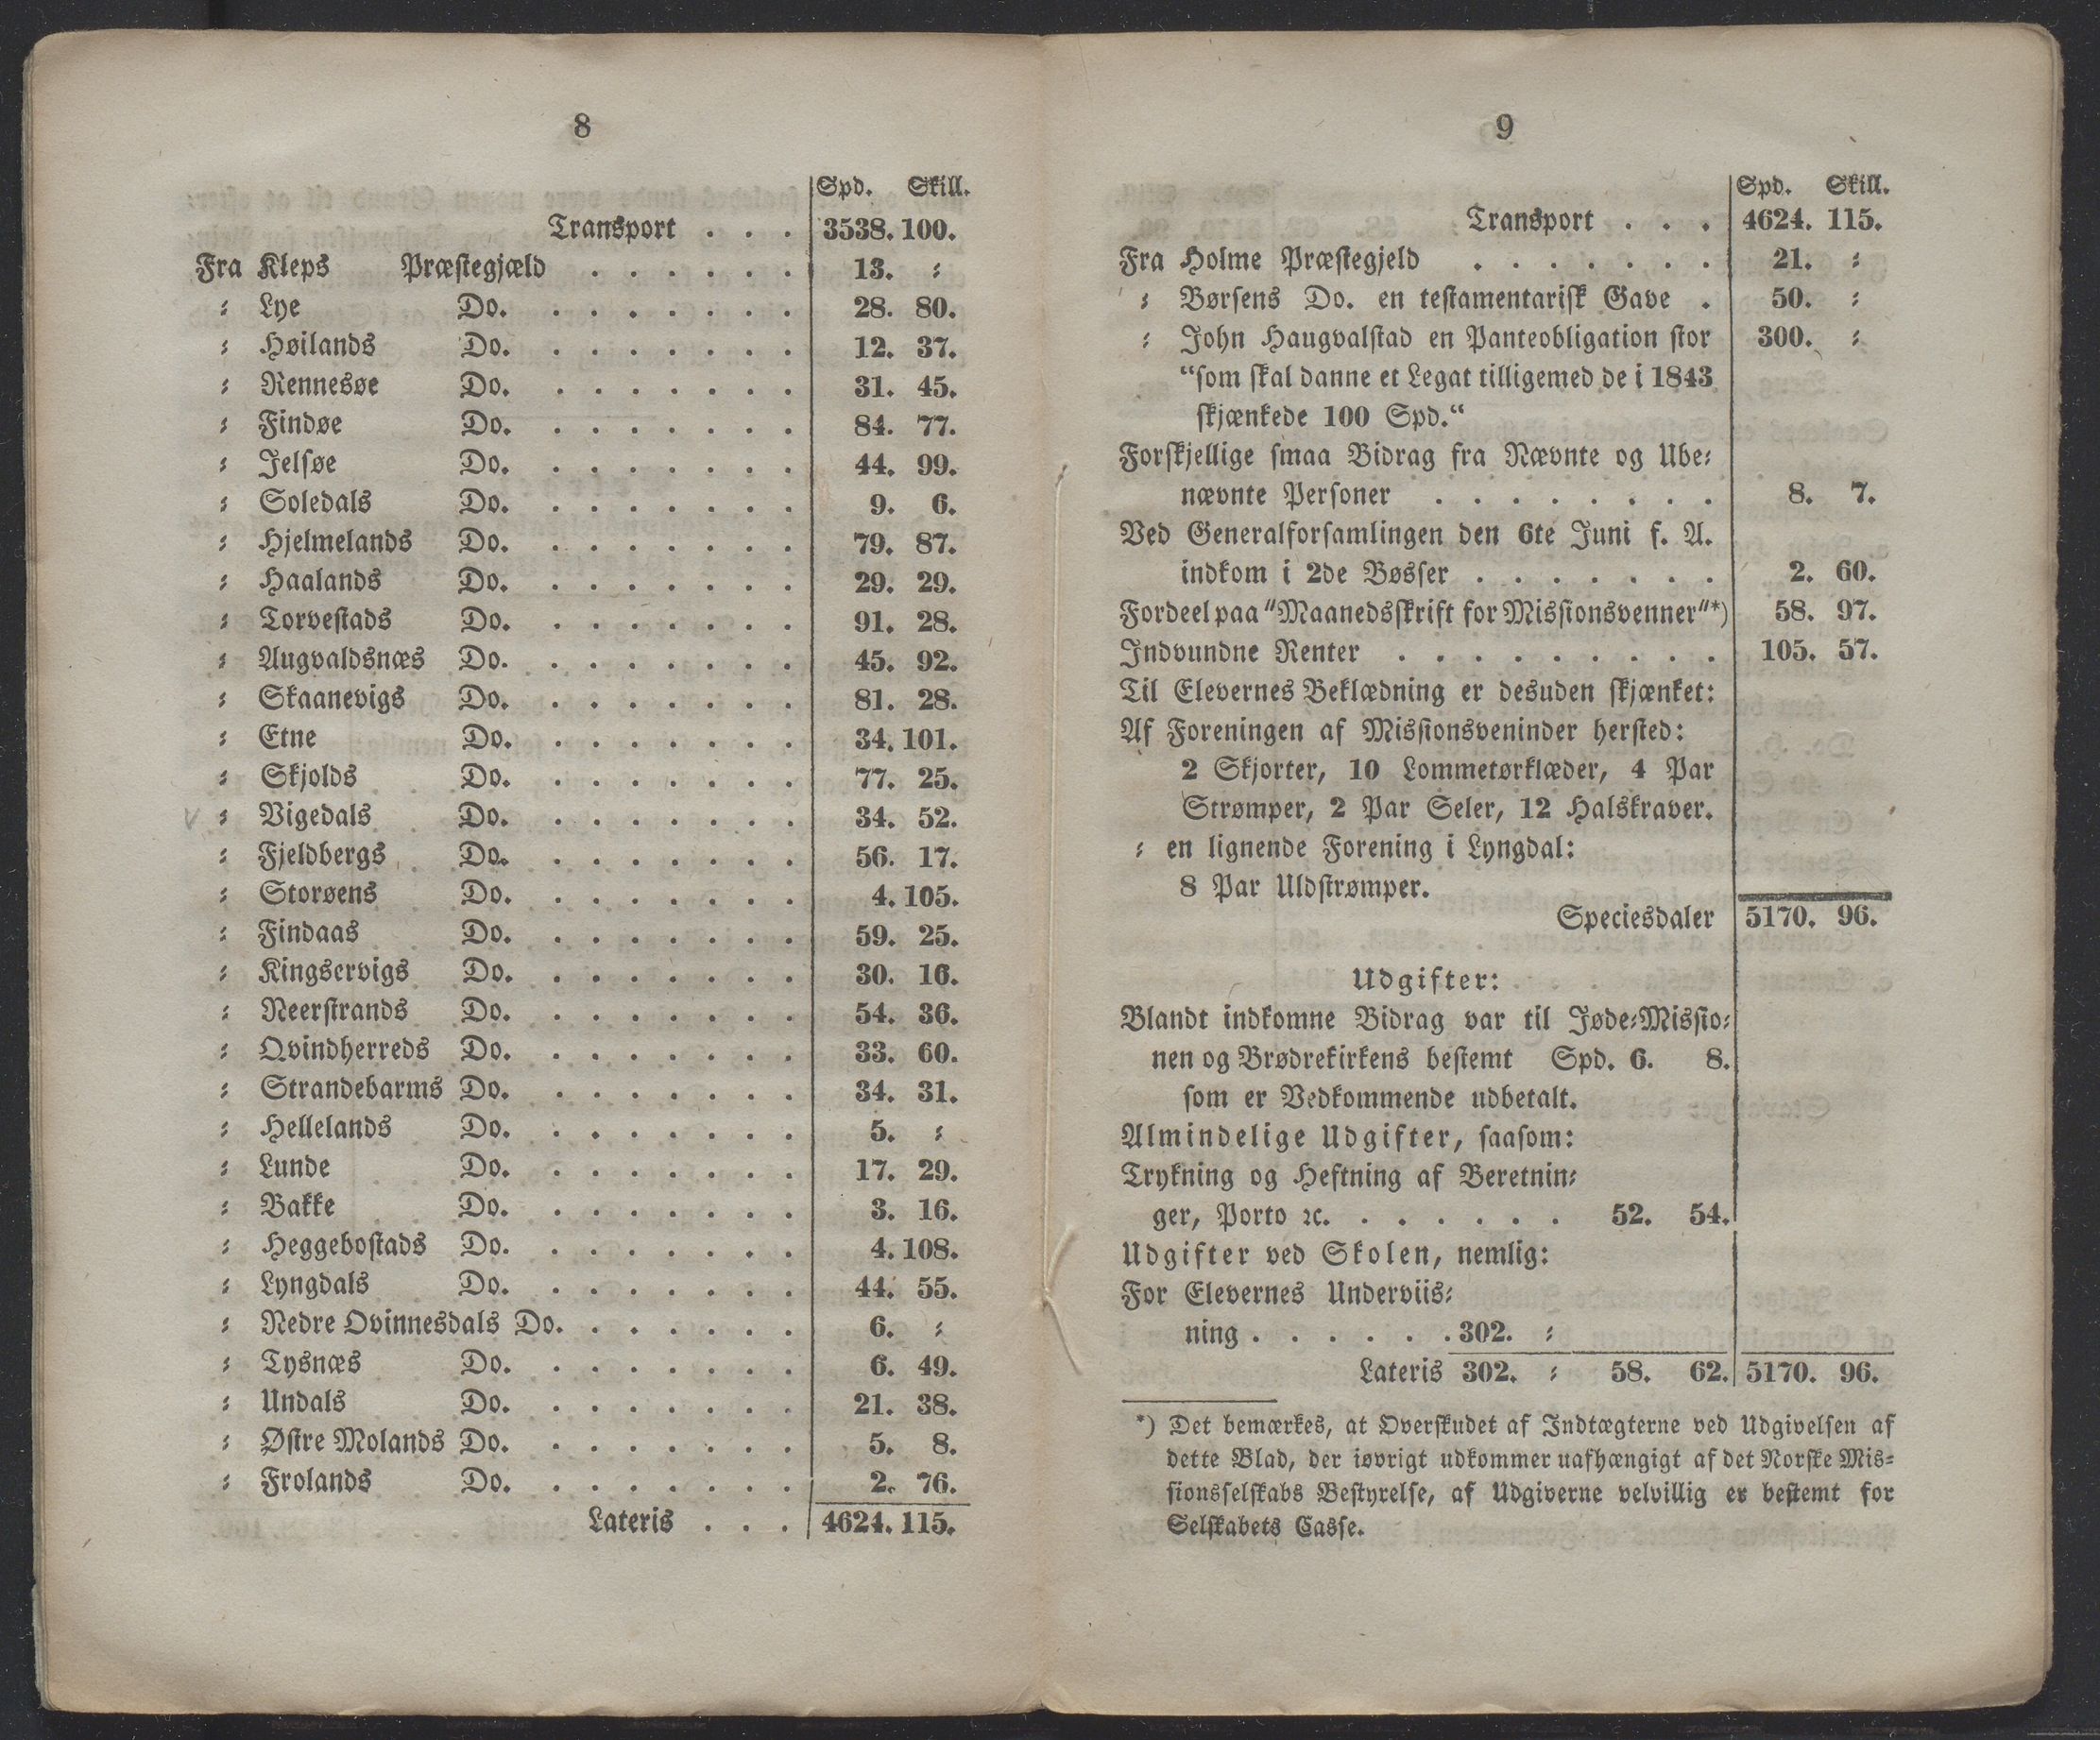 8
Spd. Skill.
Transport . . . 3538. 100.
Fra Kleps Præstegjæld . . . . . . 13. ⸗
⸗ Lye Do. . . . . . . . 28. 80.
⸗ Høilands Do. . . . . . . . 12. 37.
⸗ Rennesøe Do. . . . . . . . 31. 45.
⸗ Findøe Do. . . . . . . . 84. 77.
⸗ Jelsøe Do. . . . . . . . 44. 99.
⸗ Soledals Do. . . . . . . . 9. 6.
⸗ Hjelmelands Do. . . . . . . . 79. 87.
⸗ Haalands Do. . . . . . . . 29. 29.
⸗ Torvestads Do. . . . . . . . 91. 28.
⸗ Augvaldsnæs Do. . . . . . . . 45. 92.
⸗ Skaanevigs Do. . . . . . . . 81. 28.
⸗ Etne Do. . . . . . . . 34. 101.
⸗ Skjolds Do. . . . . . . . 77. 25.
⸗ Vigedals Do. . . . . . . . 34. 52.
⸗ Fjeldbergs Do. . . . . . . . 56. 17.
⸗ Storøens Do. . . . . . . . 4. 105.
⸗ Findaas Do. . . . . . . . 59. 25.
⸗ Kingservigs Do. . . . . . . . 30. 16.
⸗ Neerstrands Do. . . . . . . . 54. 36.
⸗ Qvindherreds Do. . . . . . . . 33. 60.
⸗ Strandebarms Do. . . . . . . . 34. 31.
⸗ Hellelands Do. . . . . . . . 5. ⸗
⸗ Lunde Do. . . . . . . . 17. 29.
⸗ Bakke Do. . . . . . . . 3. 16.
⸗ Heggebostads Do. . . . . . . . 4. 108.
⸗ Lyngdals Do. . . . . . . . 44. 55.
⸗ Nedre Qvinnesdals Do. . . . . . . 6. ⸗
⸗ Tysnæs Do. . . . . . . . 6. 49.
⸗ Undals Do. . . . . . . . 21. 38.
⸗ Østre Molands Do. . . . . . . . 5. 8.
⸗ Frolands Do. . . . . . . . 2. 76.
Lateris . . . 4624. 115.
9
Spd. Skill.
Transport . . . 4624. 115.
Fra Holme Præstegjeld . . . . . . . 21. ⸗
⸗ Børsens Do. en testamentarisk Gave . 50. ⸗
⸗ John Haugvalstad en Panteobligation stor 300. ⸗
“som skal danne et Legat tilligemed de i 1843
skjænkede 100 Spd.“
Forskjellige smaa Bidrag fra Nævnte og Ube⸗
nævnte Personer . . . . . . . . 8. 7.
Ved Generalforsamlingen den 6te Juni f. A.
indkom i 2de Bøsser . . . . . . . 2. 60.
Fordeel paa “Maanedsskrift for Missionsvenner“*) 58. 97.
Indvundne Renter . . . . . . . . . 105. 57.
Til Elevernes Beklædning er desuden skjænket:
Af Foreningen af Missionsveninder hersted:
2 Skjorter, 10 Lommetørklæder, 4 Par
Strømper, 2 Par Seler, 12 Halskraver.
⸗ en lignende Forening i Lyngdal:
8 Par Uldstrømper.
Speciesdaler 5170. 96.
Udgifter:
Blandt indkomne Bidrag var til Jøde⸗Missio⸗
nen og Brødrekirkens bestemt Spd. 6. 8.
som er Vedkommende udbetalt.
Almindelige Udgifter, saasom:
Trykning og Heftning af Beretnin⸗
ger, Porto ꝛc. . . . . . . 52. 54.
Udgifter ved Skolen, nemlig:
For Elevernes Underviis⸗
ning . . . . . . 302. ⸗
Lateris 302. ⸗ 58. 62. 5170. 96.
*) Det bemærkes, at Overskudet af Indtægterne ved Udgivelsen af
dette Blad, der iøvrigt udkommer uafhængigt af det Norske Mis⸗
sionsselskabs Bestyrelse, af Udgiverne velvillig er bestemt for
Selskabets Casse.